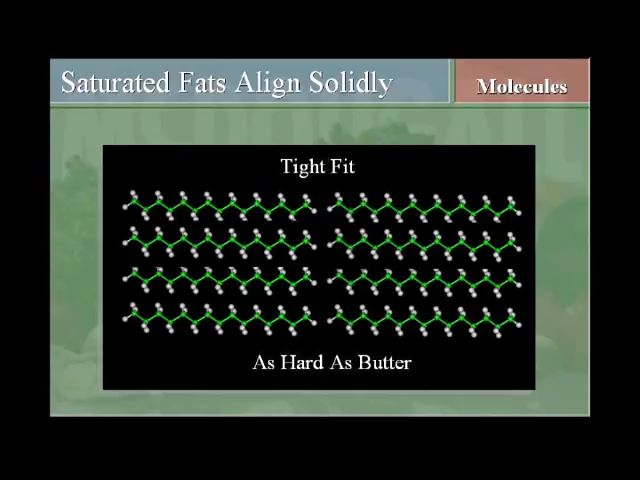 Saturated Fats Align Solidly
Molecules
Tight Fit
As Hard As Butter